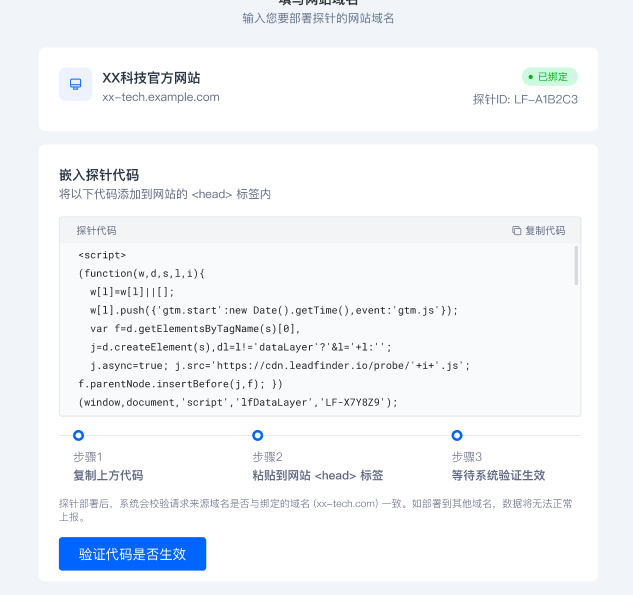 填写网站域名
输入您要部署探针的网站域名
XX科技官方网站
已绑定
xx-tech.example.com
探针ID: LF-A1B2C3
嵌入探针代码
将以下代码添加到网站的 <head> 标签内
探针代码
复制代码
<script>
(function(w,d,s,l,i){
w[l]=w[l]||[];
w[l].push({'gtm.start':new Date().getTime(),event:'gtm.js'});
var f=d.getElementsByTagName(s)[0],
j=d.createElement(s),dl=l!='dataLayer'?'&l='+l:'';
j.async=true; j.src='https://cdn.leadfinder.io/probe/'+i+'.js';
f.parentNode.insertBefore(j,f); })
(window,document,'script','lfDataLayer','LF-X7Y8Z9');
步骤1
复制上方代码
步骤2
粘贴到网站 <head> 标签
步骤3
等待系统验证生效
探针部署后，系统会校验请求来源域名是否与绑定的域名 (xx-tech.com) 一致。如部署到其他域名，数据将无法正常
上报。
验证代码是否生效